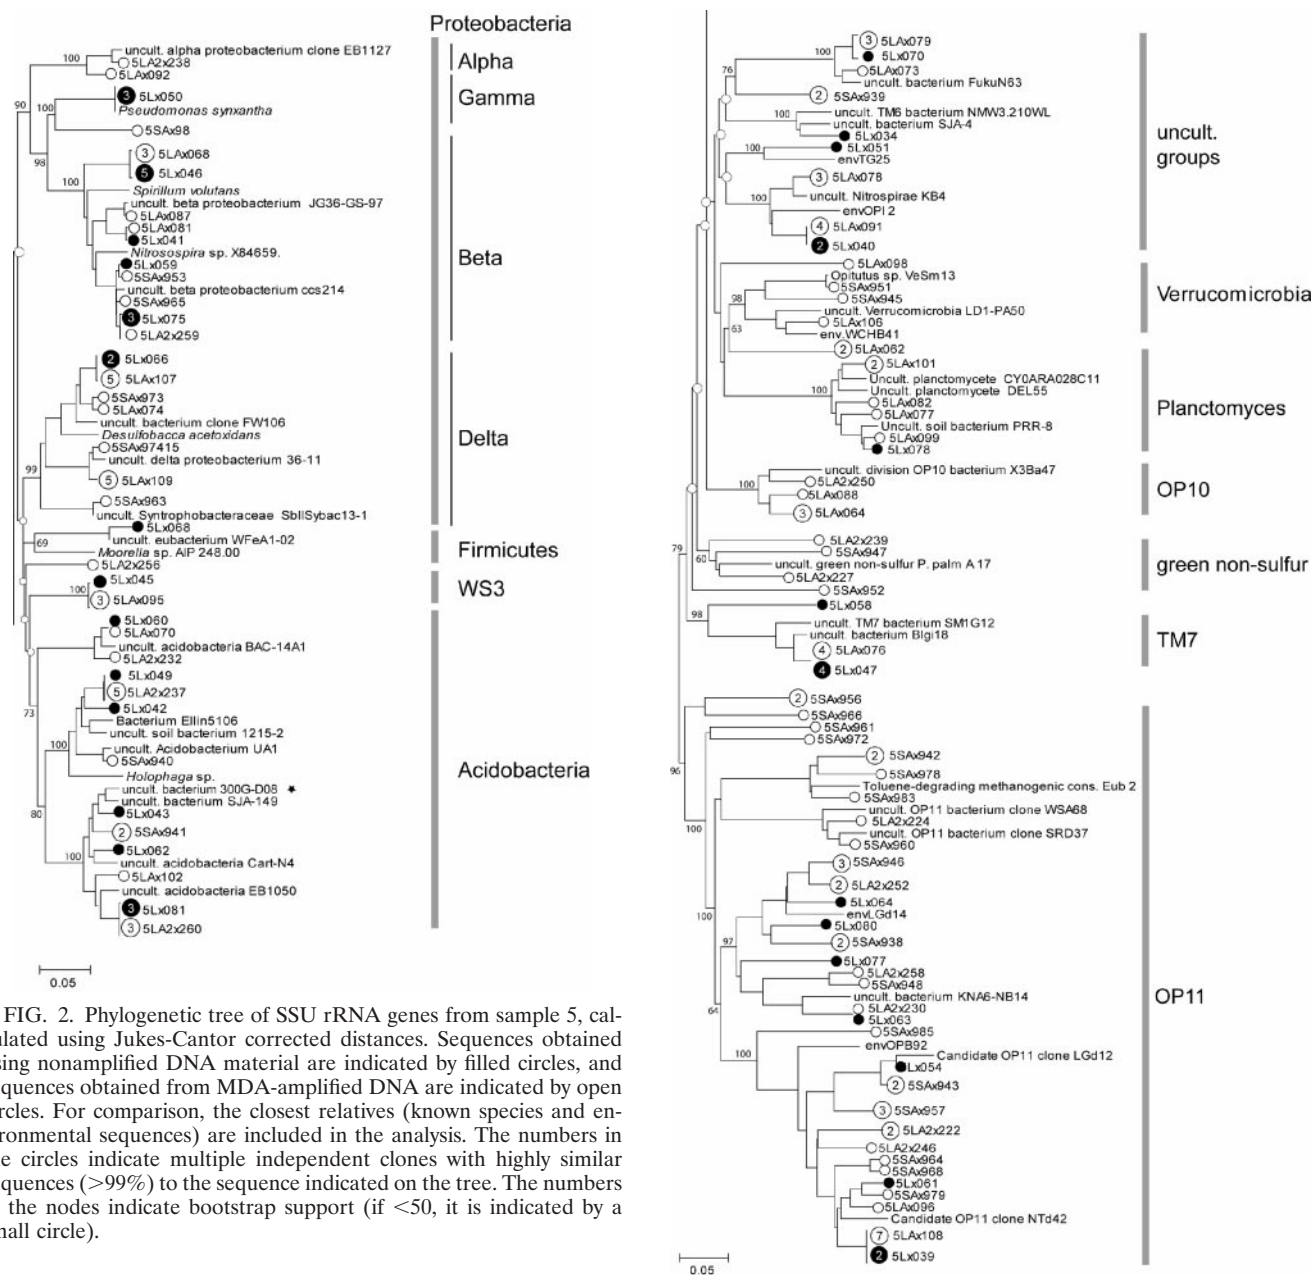 Proteobacteria
uncult. alpha proteobacterium clone EB1127
100
5LA2x238
Alpha
5LAx092
90
3 5Lx050
Gamma
100
Pseudomonas synxantha
5SAx98
98
3 5LAx068
5 5Lx046
100
Spirillum volutans
uncult. beta proteobacterium JG36-GS-97
5LAx087
5LAx081
5Lx041
Nitrosospira sp. X84659.
Beta
5Lx059
5SAx953
uncult. beta proteobacterium ccs214
5SAx965
3 5Lx075
5LA2x259
2 5Lx066
5 5LAx107
5SAx973
5LAx074
uncult. bacterium clone FW106
Desulfobacca acetoxidans
Delta
5SAx97415
uncult. delta proteobacterium 36-11
99
5 5LAx109
5SAx963
uncult. Syntrophobacteraceae SbIISybac13-1
5Lx068
uncult. eubacterium WFeA1-02
69
Moorella sp. AIP 248.00
Firmicutes
5LA2x256
5Lx045
100
WS3
3 5LAx095
5Lx060
5LAx070
uncult. acidobacteria BAC-14A1
5LA2x232
5Lx049
5 5LA2x237
5Lx042
73
Bacterium Ellin5106
uncult. soil bacterium 1215-2
100
uncult. Acidobacterium UA1
5SAx940
Acidobacteria
Holophaga sp.
uncult. bacterium 300G-D08 ★
uncult. bacterium SJA-149
80
5Lx043
2 5SAx941
5Lx062
100
uncult. acidobacteria Cart-N4
5LAx102
uncult. acidobacteria EB1050
3 5Lx081
3 5LA2x260
0.05
FIG. 2. Phylogenetic tree of SSU rRNA genes from sample 5, cal-
ulated using Jukes-Cantor corrected distances. Sequences obtained
sing nonamplified DNA material are indicated by filled circles, and
quences obtained from MDA-amplified DNA are indicated by open
rcles. For comparison, the closest relatives (known species and en-
ronmental sequences) are included in the analysis. The numbers in
e circles indicate multiple independent clones with highly similar
quences (>99%) to the sequence indicated on the tree. The numbers
the nodes indicate bootstrap support (if <50, it is indicated by a
nall circle).
3 5LAx079
100
5Lx070
76
5LAx073
uncult. bacterium FukuN63
2 5SAx939
uncult. TM6 bacterium NMW3.210WL
100
uncult. bacterium SJA-4
5Lx034
uncult.
groups
5Lx051
100
envTG25
3 5LAx078
100
uncult. Nitrospirae KB4
envOPI 2
4 5LAx091
2 5Lx040
5LAx098
Opitutus sp. VeSm13
5SAx951
98
5SAx945
Verrucomicrobia
uncult. Verrucomicrobia LD1-PA50
5LAx106
63
env.WCHB41
2 5LAx062
2 5LAx101
Uncult. planctomycete CY0ARA028C11
100
Uncult. planctomycete DEL55
5LAx082
Planctomyces
5LAx077
Uncult. soil bacterium PRR-8
5LAx099
5Lx078
uncult. division OP10 bacterium X3Ba47
100
5LA2x250
OP10
5LAx088
3 5LAx064
5LA2x239
79
5SAx947
60
uncult. green non-sulfur P. palm A 17
green non-sulfur
5LA2x227
5SAx952
5Lx058
98
uncult. TM7 bacterium SM1G12
uncult. bacterium BIgi18
TM7
4 5LAx076
4 5Lx047
2 5SAx956
5SAx966
5SAx961
5SAx972
2 5SAx942
96
5SAx978
Toluene-degrading methanogenic cons. Eub 2
5SAx983
uncult. OP11 bacterium clone WSA68
100
5LA2x224
uncult. OP11 bacterium clone SRD37
5SAx960
3 5SAx946
2 5LA2x252
5Lx064
100
envLGd14
5Lx080
97
2 5SAx938
5Lx077
5LA2x258
5SAx948
uncult. bacterium KNA6-NB14
OP11
5LA2x230
64
5Lx063
5SAx985
envOPB92
100
Candidate OP11 clone LGd12
Lx054
2 5SAx943
3 5SAx957
2 5LA2x222
5LA2x246
5SAx964
5SAx968
5Lx061
5SAx979
5LAx096
Candidate OP11 clone NTd42
7 5LAx108
2 5Lx039
0.05